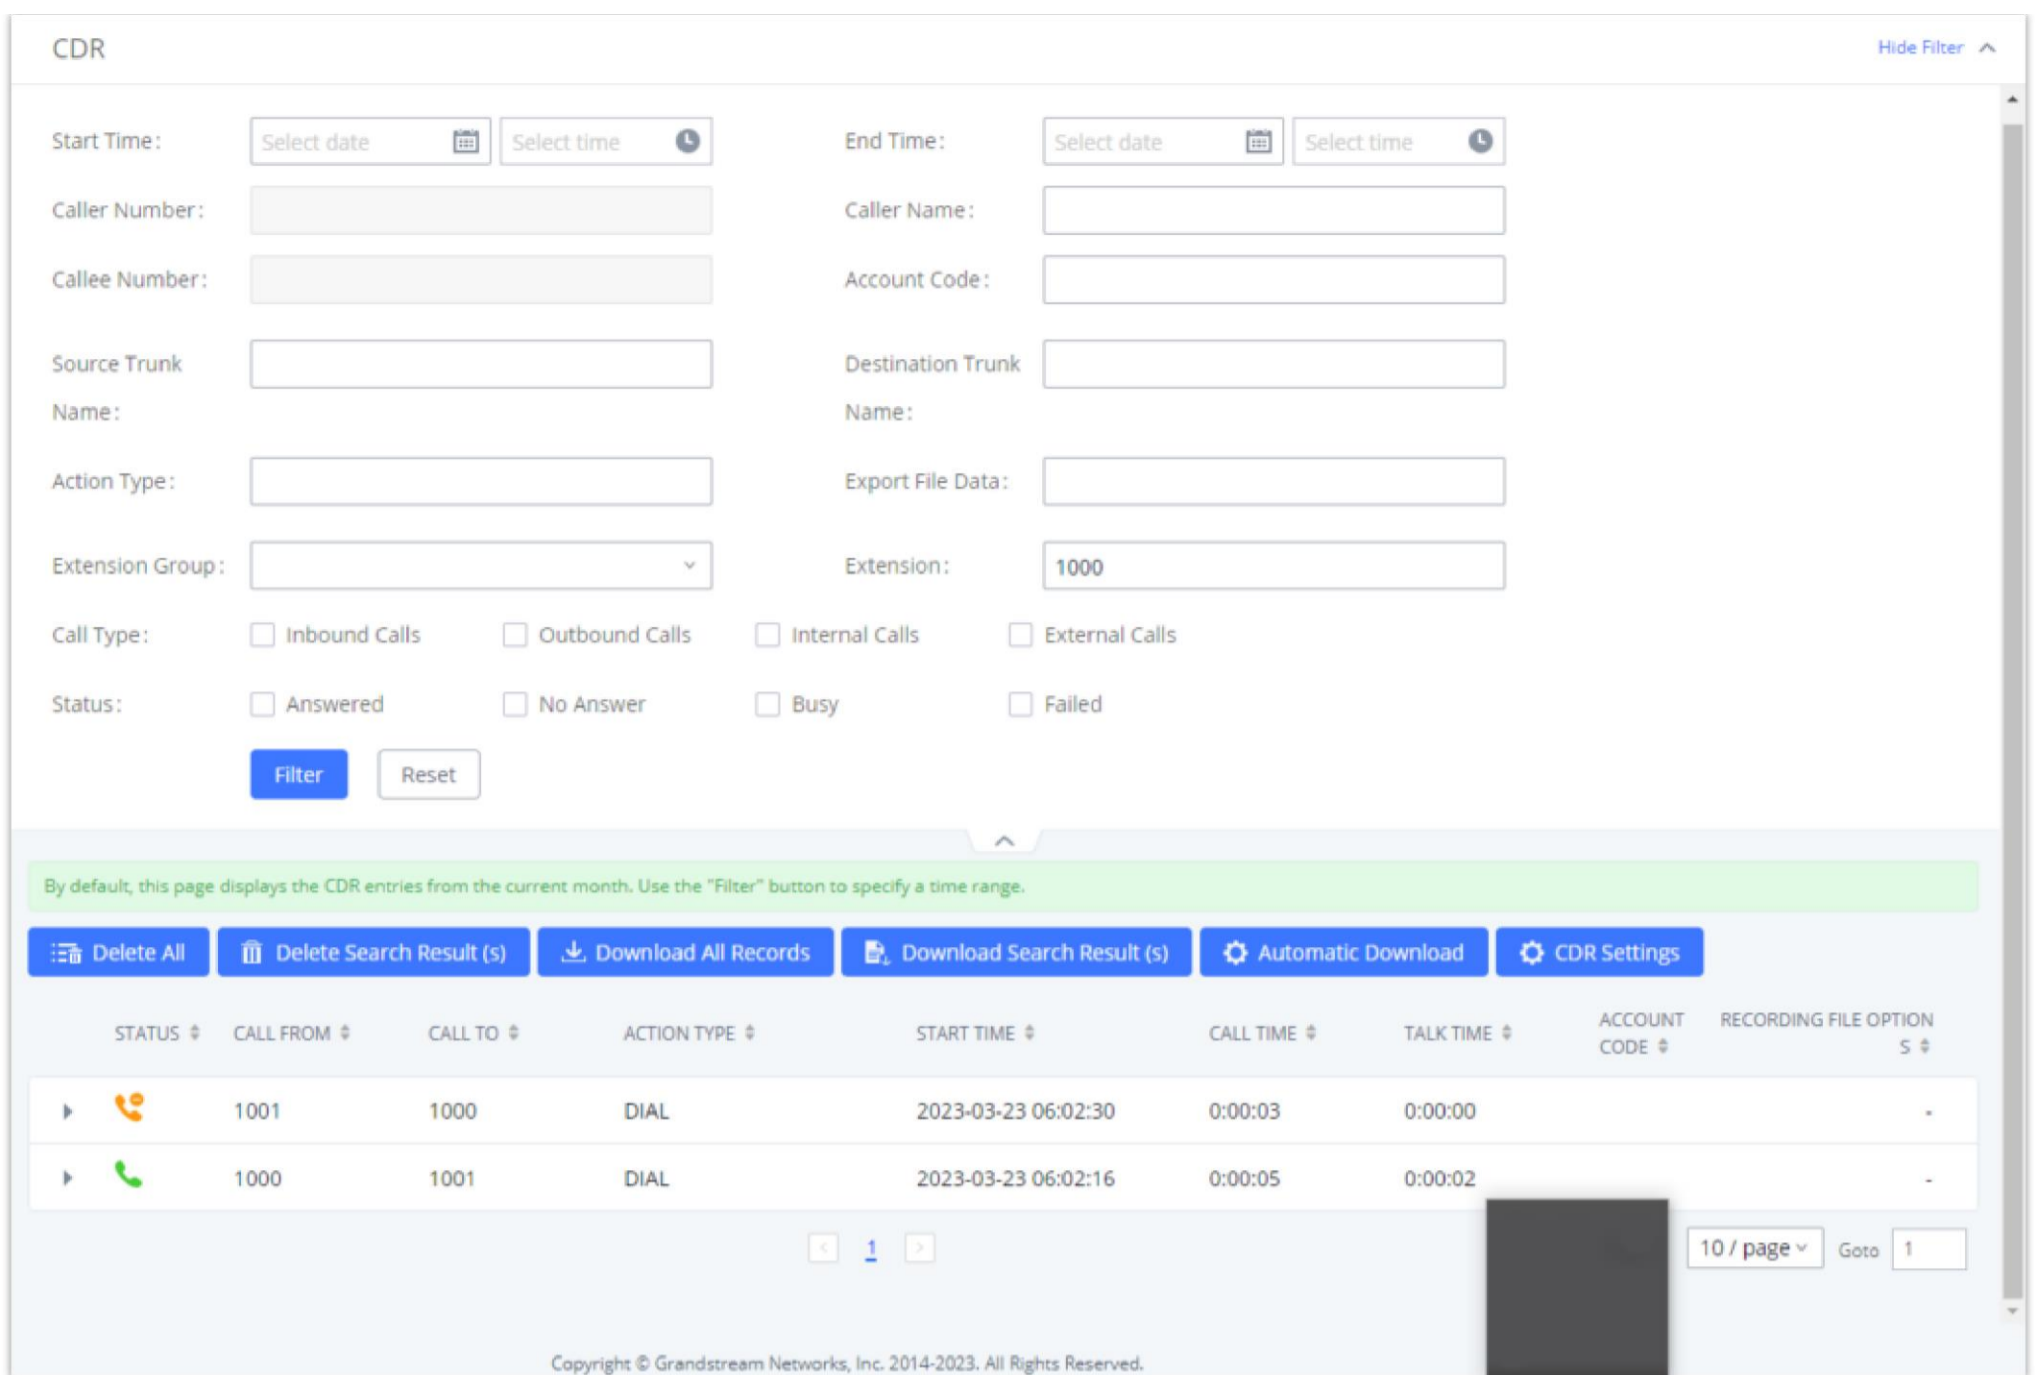 CDR
Hide Filter
Start Time: Select date Select time End Time: Select date Select time
Caller Number: Caller Name:
Callee Number: Account Code:
Source Trunk Destination Trunk
Name: Name:
Action Type: Export File Data:
Extension Group: Extension: 1000
Call Type: Inbound Calls Outbound Calls Internal Calls External Calls
Status: Answered No Answer Busy Failed
Filter Reset
By default, this page displays the CDR entries from the current month. Use the "Filter" button to specify a time range.
Delete All Delete Search Result (s) Download All Records Download Search Result (s) Automatic Download CDR Settings
STATUS CALL FROM CALL TO ACTION TYPE START TIME CALL TIME TALK TIME ACCOUNT RECORDING FILE OPTION
CODE S
1001 1000 DIAL 2023-03-23 06:02:30 0:00:03 0:00:00 -
1000 1001 DIAL 2023-03-23 06:02:16 0:00:05 0:00:02 -
< 1 > 10 / page Goto 1
Copyright © Grandstream Networks, Inc. 2014-2023. All Rights Reserved.